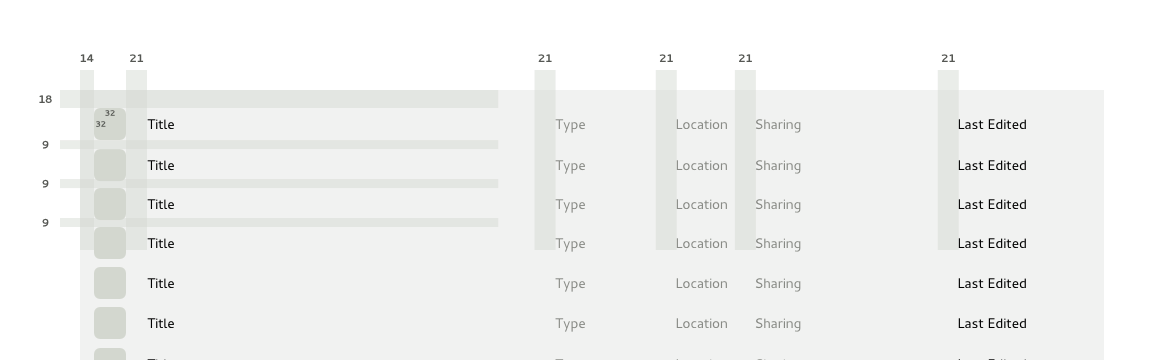 14 21 21 21 21 21
18
32
32 Title Type Location Sharing Last Edited
9
Title Type Location Sharing Last Edited
9
Title Type Location Sharing Last Edited
9
Title Type Location Sharing Last Edited
Title Type Location Sharing Last Edited
Title Type Location Sharing Last Edited